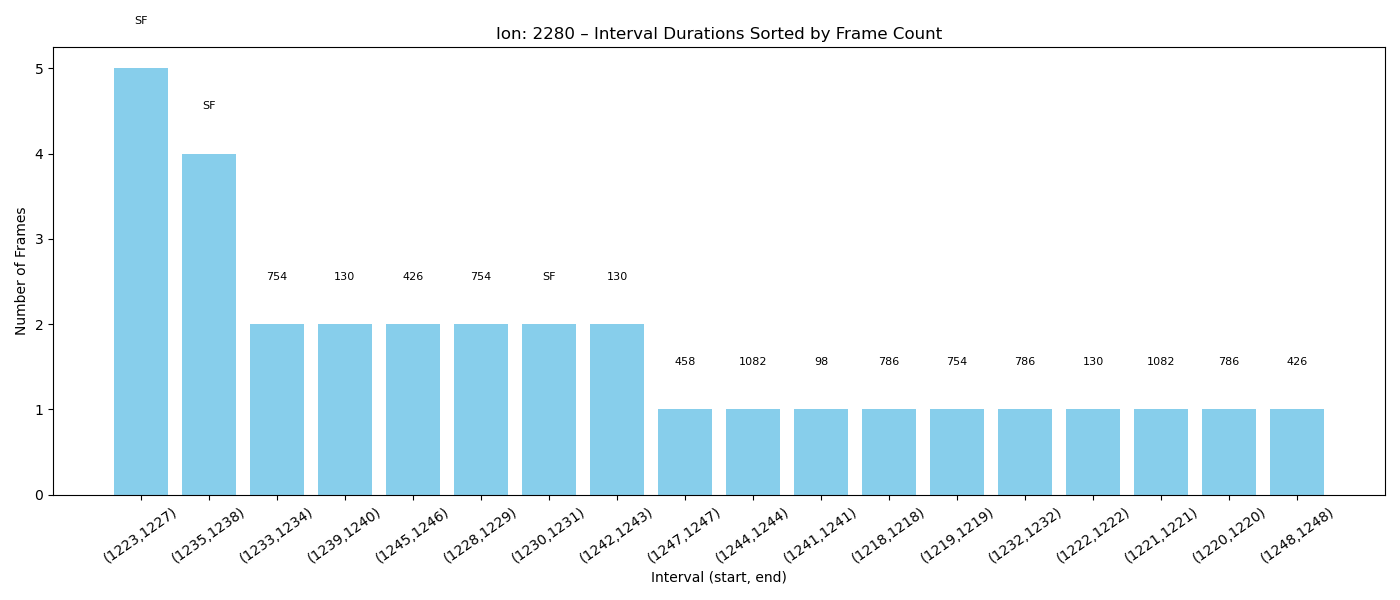 SF
Ion: 2280 – Interval Durations Sorted by Frame Count
5
SF
4
3
754 130 426 754 SF 130
2
458 1082 98 786 754 786 130 1082 786 426
1
0
Number of Frames
(1223,1227) (1235,1238) (1233,1234) (1239,1240) (1245,1246) (1228,1229) (1230,1231) (1242,1243) (1247,1247) (1244,1244) (1241,1241) (1218,1218) (1219,1219) (1232,1232) (1222,1222) (1221,1221) (1220,1220) (1248,1248)
Interval (start, end)